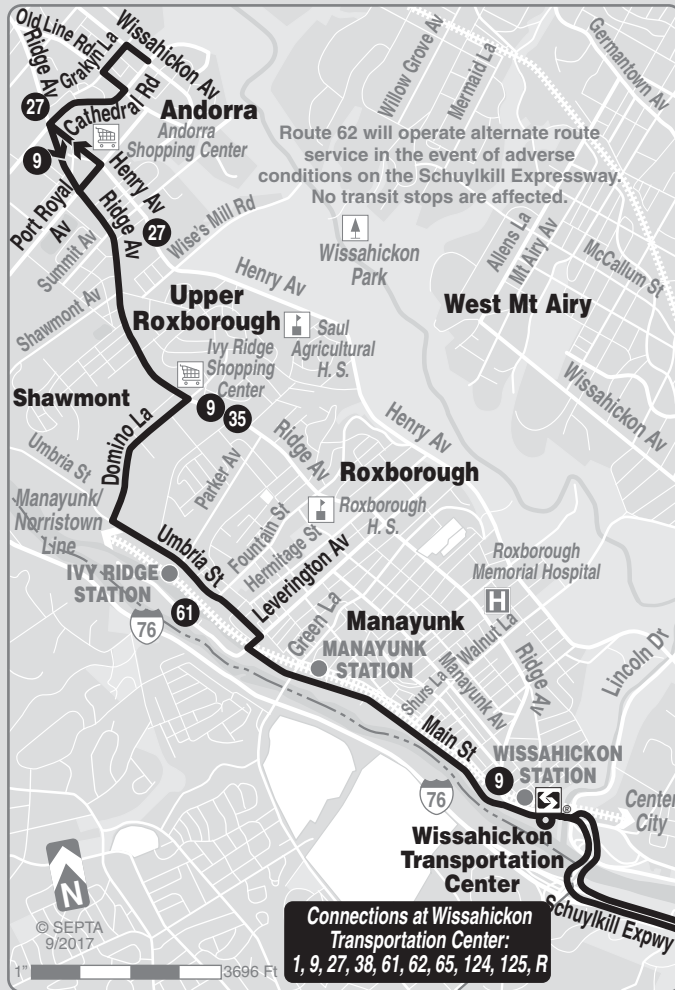 Old Line Rd
Ridge Av
Grakyn La
Wissahickon Av
Cathedral Rd
27
9
Andorra
Andorra
Shopping Center
Willow Grove Av
Mermaid La
Germantown Av
Route 62 will operate alternate route
service in the event of adverse
conditions on the Schuylkill Expressway.
No transit stops are affected.
Port Royal
Av
Henry Av
27
Ridge Av
Summit Av
Shawmont Av
Wise's Mill Rd
Wissahickon
Park
Allens La
Mt Airy Av
McCallum St
Henry Av
Upper
Roxborough
West Mt Airy
Saul
Agricultural
H. S.
Ivy Ridge
Shopping
Center
Wissahickon Av
Shawmont
9
35
Domino La
Umbria St
Parker Av
Ridge Av
Henry Av
Roxborough
Manayunk/
Norristown
Line
Roxborough
H. S.
Umbria St
Fountain St
Hermitage St
Leverington Av
Roxborough
Memorial Hospital
H
IVY RIDGE
STATION
61
76
Green La
Manayunk
MANAYUNK
STATION
Shurs La
Manayunk Av
Walnut La
Ridge Av
Lincoln Dr
Main St
9
WISSAHICKON
STATION
®
76
Center
City
Wissahickon
Transportation
Center
Schuylkill Expwy
N
© SEPTA
9/2017
Connections at Wissahickon
Transportation Center:
1, 9, 27, 38, 61, 62, 65, 124, 125, R
1" 3696 Ft